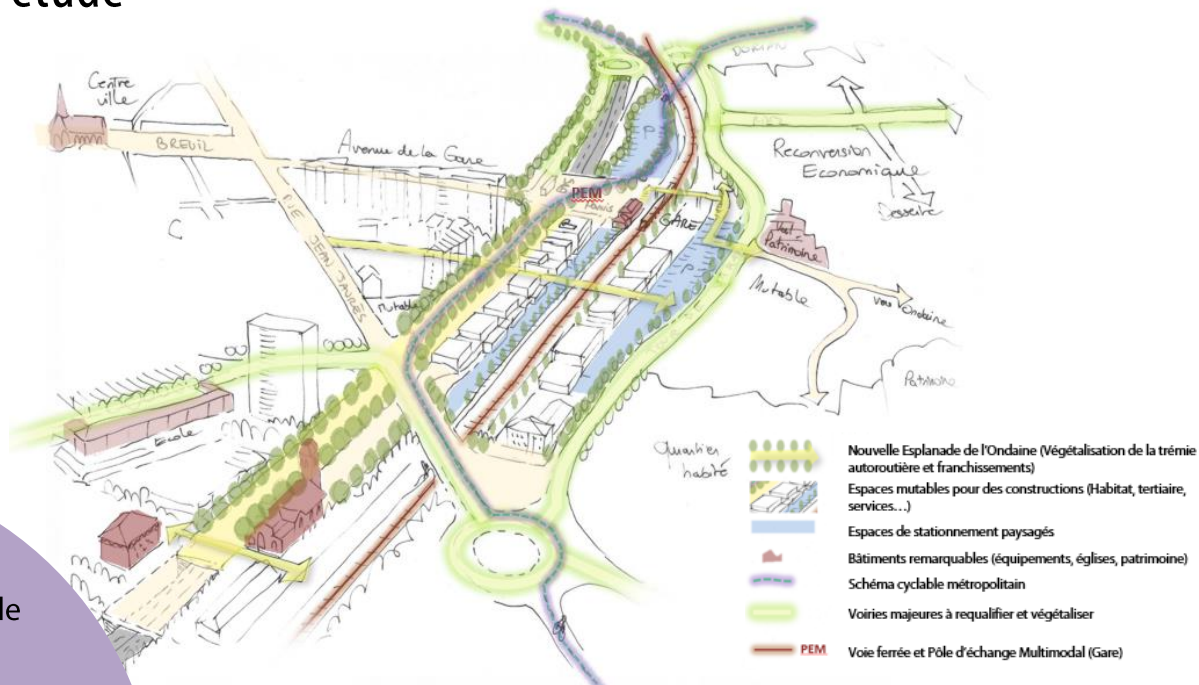 étude
Centre
ville
BREUIL
Avenue de la Gare
RUE
JEAN JAURES
DORIAN
P
Reconversion
Economique
Desserte
PEM
Parvis
GARE
P
Patrimoine
Mutable
Mutable
vers Ondaine
Patrimoine
C
Ecole
Quartier
habité
Nouvelle Esplanade de l'Ondaine (Végétalisation de la trémie
autoroutière et franchissements)
Espaces mutables pour des constructions (Habitat, tertiaire,
services…)
Espaces de stationnement paysagés
Bâtiments remarquables (équipements, églises, patrimoine)
Schéma cyclable métropolitain
Voiries majeures à requalifier et végétaliser
PEM Voie ferrée et Pôle d'échange Multimodal (Gare)
le